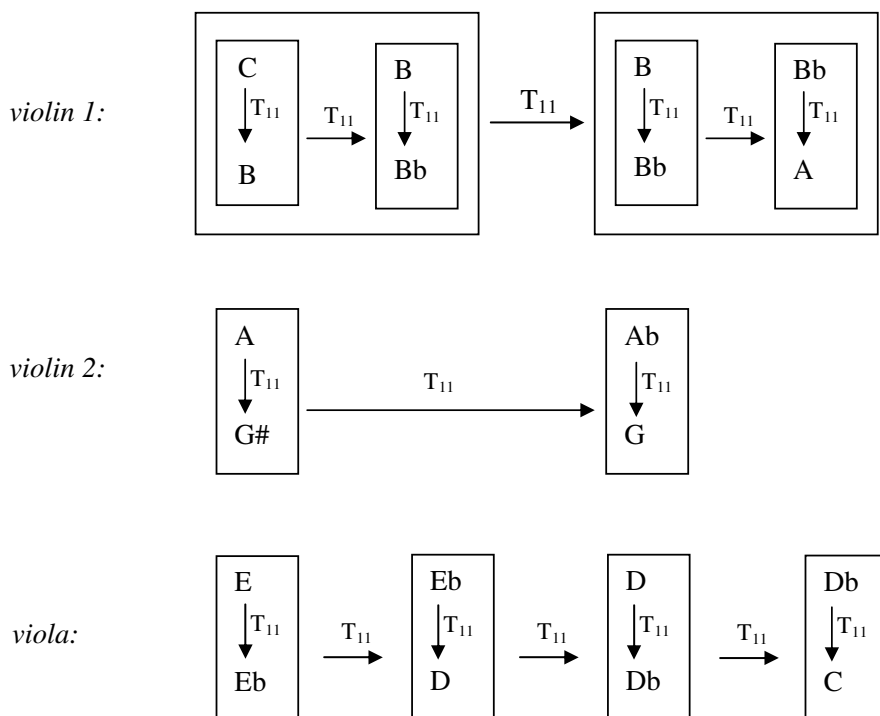 C B B Bb
violin 1: T₁₁ T₁₁ T₁₁ T₁₁ T₁₁ T₁₁ T₁₁
B Bb Bb A
A Ab
violin 2: T₁₁ T₁₁ T₁₁
G# G
E Eb D Db
viola: T₁₁ T₁₁ T₁₁ T₁₁ T₁₁ T₁₁ T₁₁
Eb D Db C